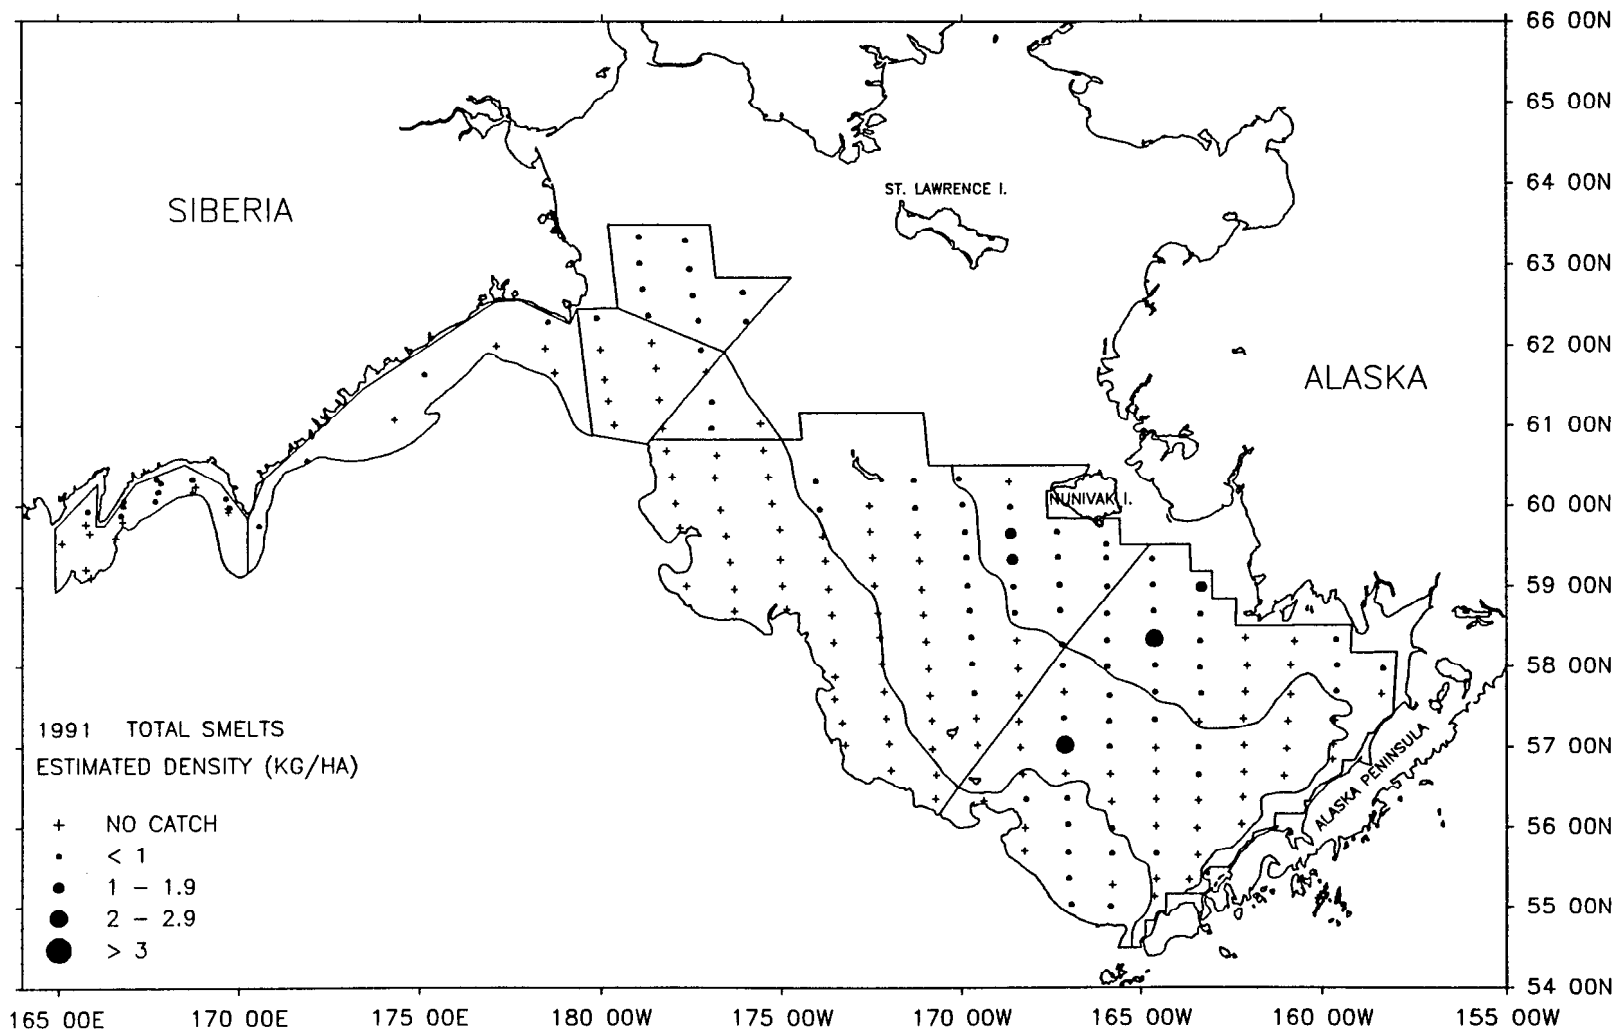 66 00N
65 00N
ST. LAWRENCE I.
64 00N
SIBERIA
63 00N
62 00N
ALASKA
61 00N
NUNIVAK I.
60 00N
59 00N
58 00N
1991 TOTAL SMELTS
ESTIMATED DENSITY (KG/HA)
57 00N
ALASKA PENINSULA
+ NO CATCH
56 00N
< 1
1 - 1.9
2 - 2.9
55 00N
> 3
54 00N
165 00E 170 00E 175 00E 180 00W 175 00W 170 00W 165 00W 160 00W 155 00W